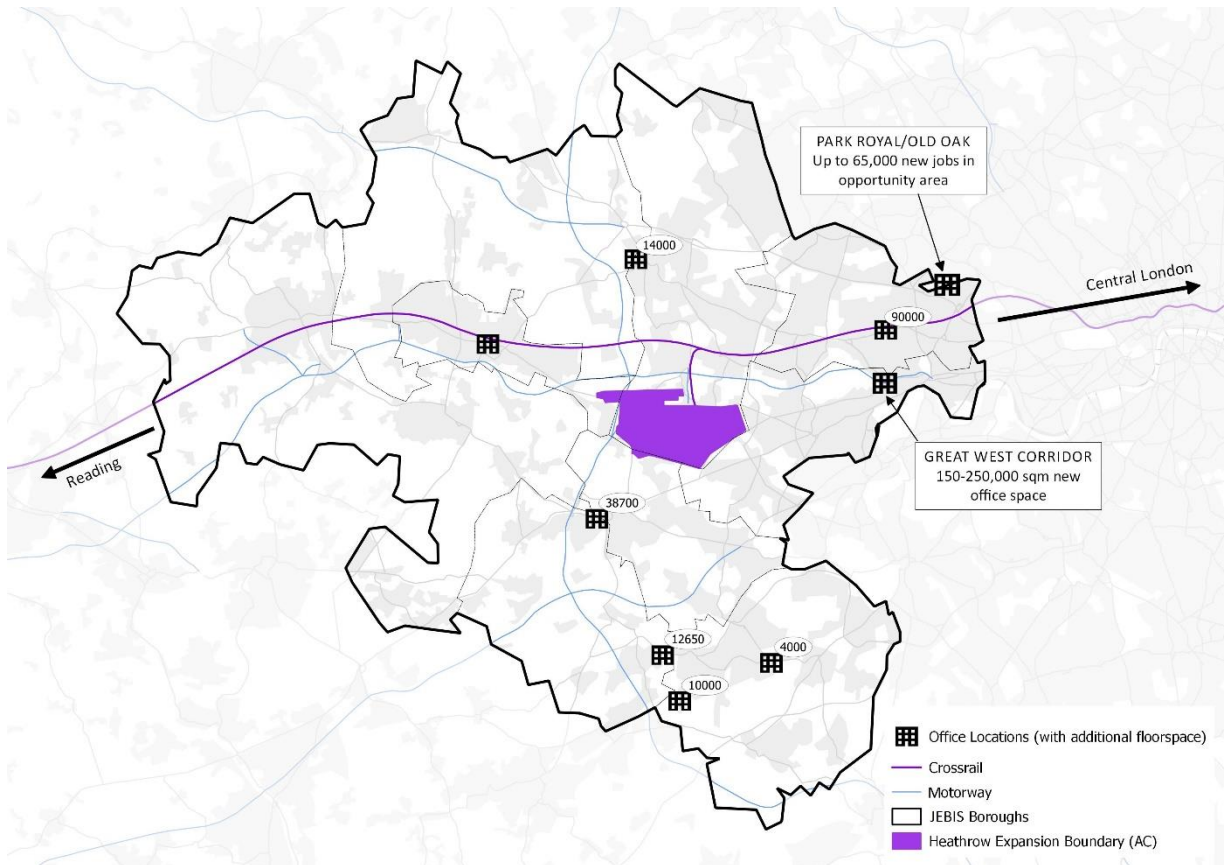 PARK ROYAL/OLD OAK
Up to 65,000 new jobs in
opportunity area
14000
Central London
90000
Reading
GREAT WEST CORRIDOR
150-250,000 sqm new
office space
38700
12650
4000
10000
Office Locations (with additional floorspace)
Crossrail
Motorway
JEBIS Boroughs
Heathrow Expansion Boundary (AC)